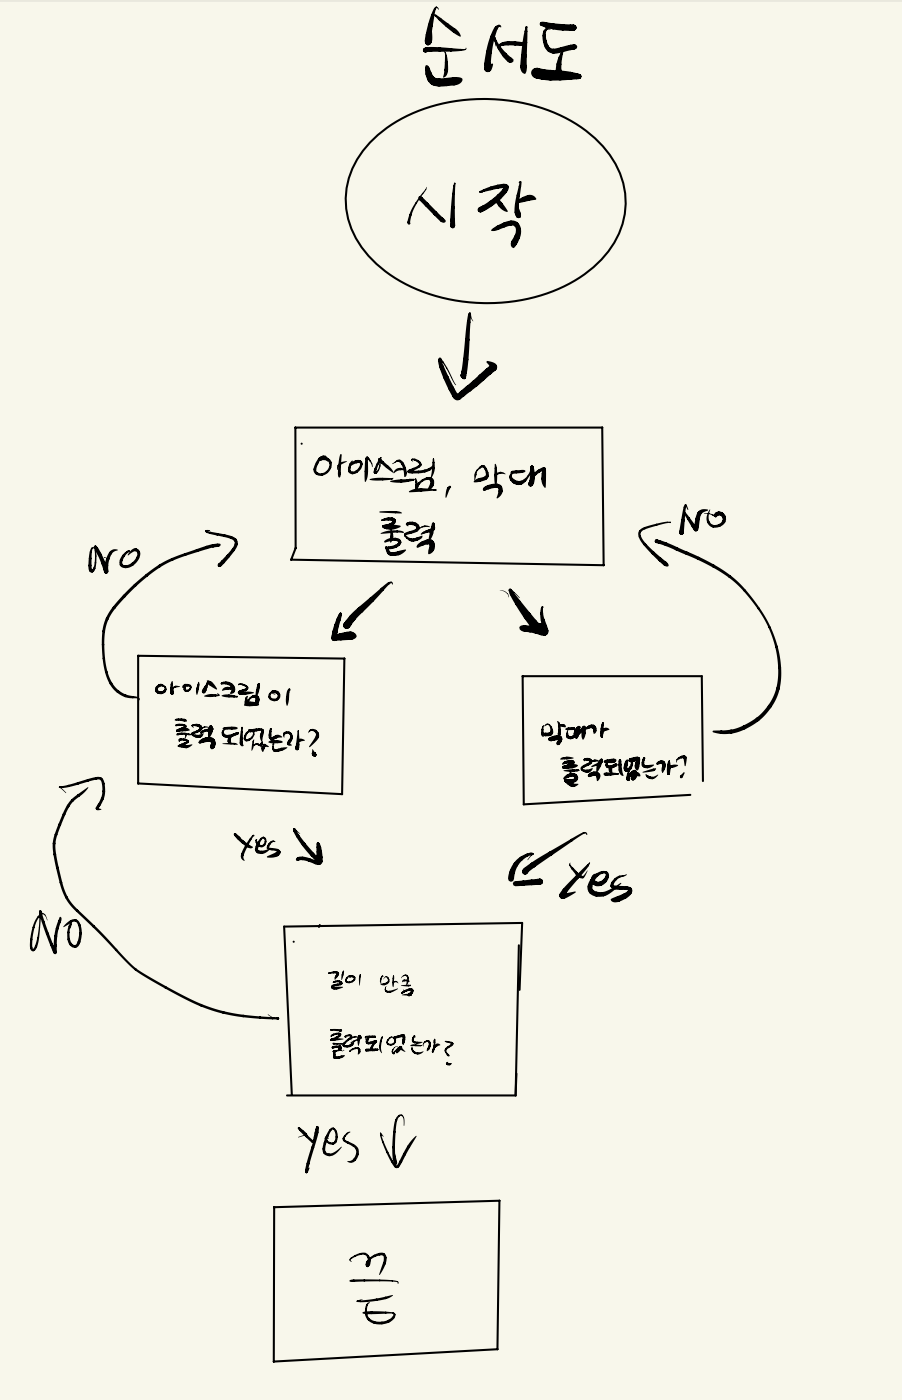 순서도
시작
아이스크림, 막대
출력
NO
NO
아이스크림이
출력 되었는가?
막대가
출력되었는가?
yes
yes
NO
길이 만큼
출력되었는가?
yes
끝